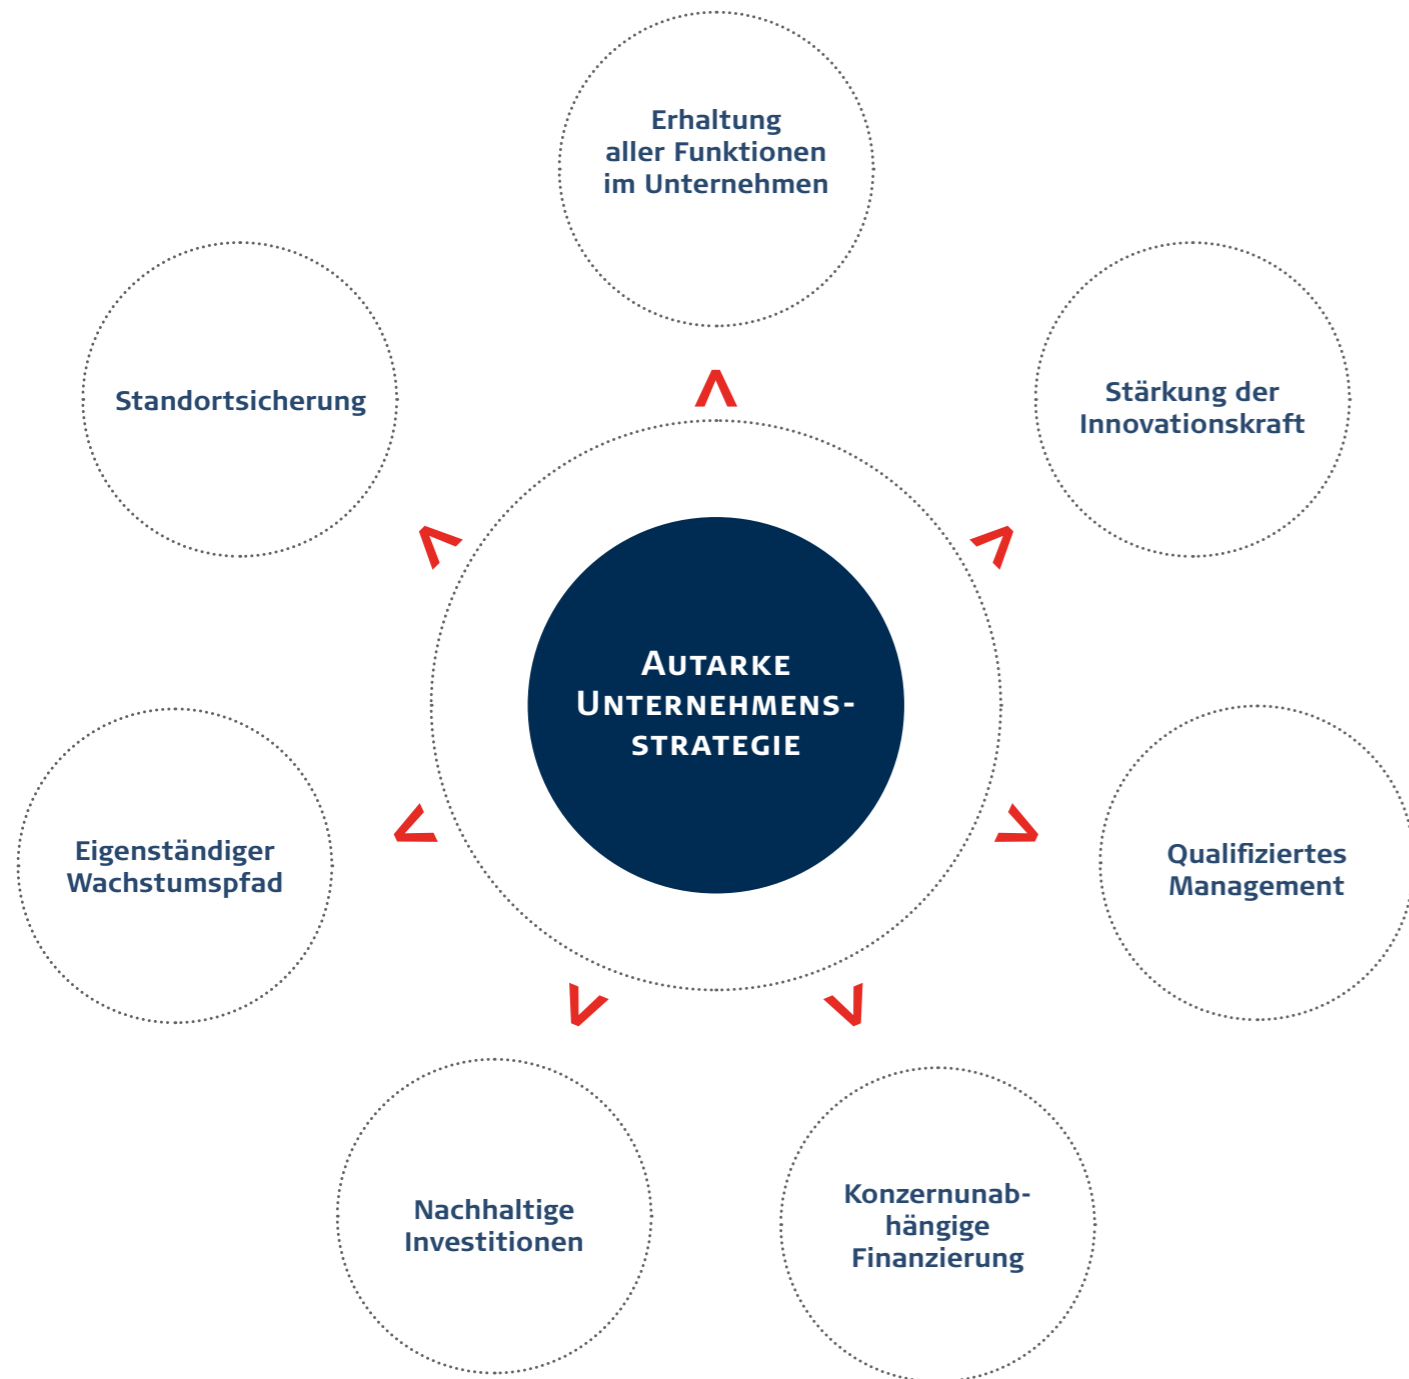 Erhaltung
aller Funktionen
im Unternehmen
Standortsicherung
Stärkung der
Innovationskraft
Autarke
Unternehmens-
strategie
Eigenständiger
Wachstumspfad
Qualifiziertes
Management
Nachhaltige
Investitionen
Konzernunab-
hängige
Finanzierung